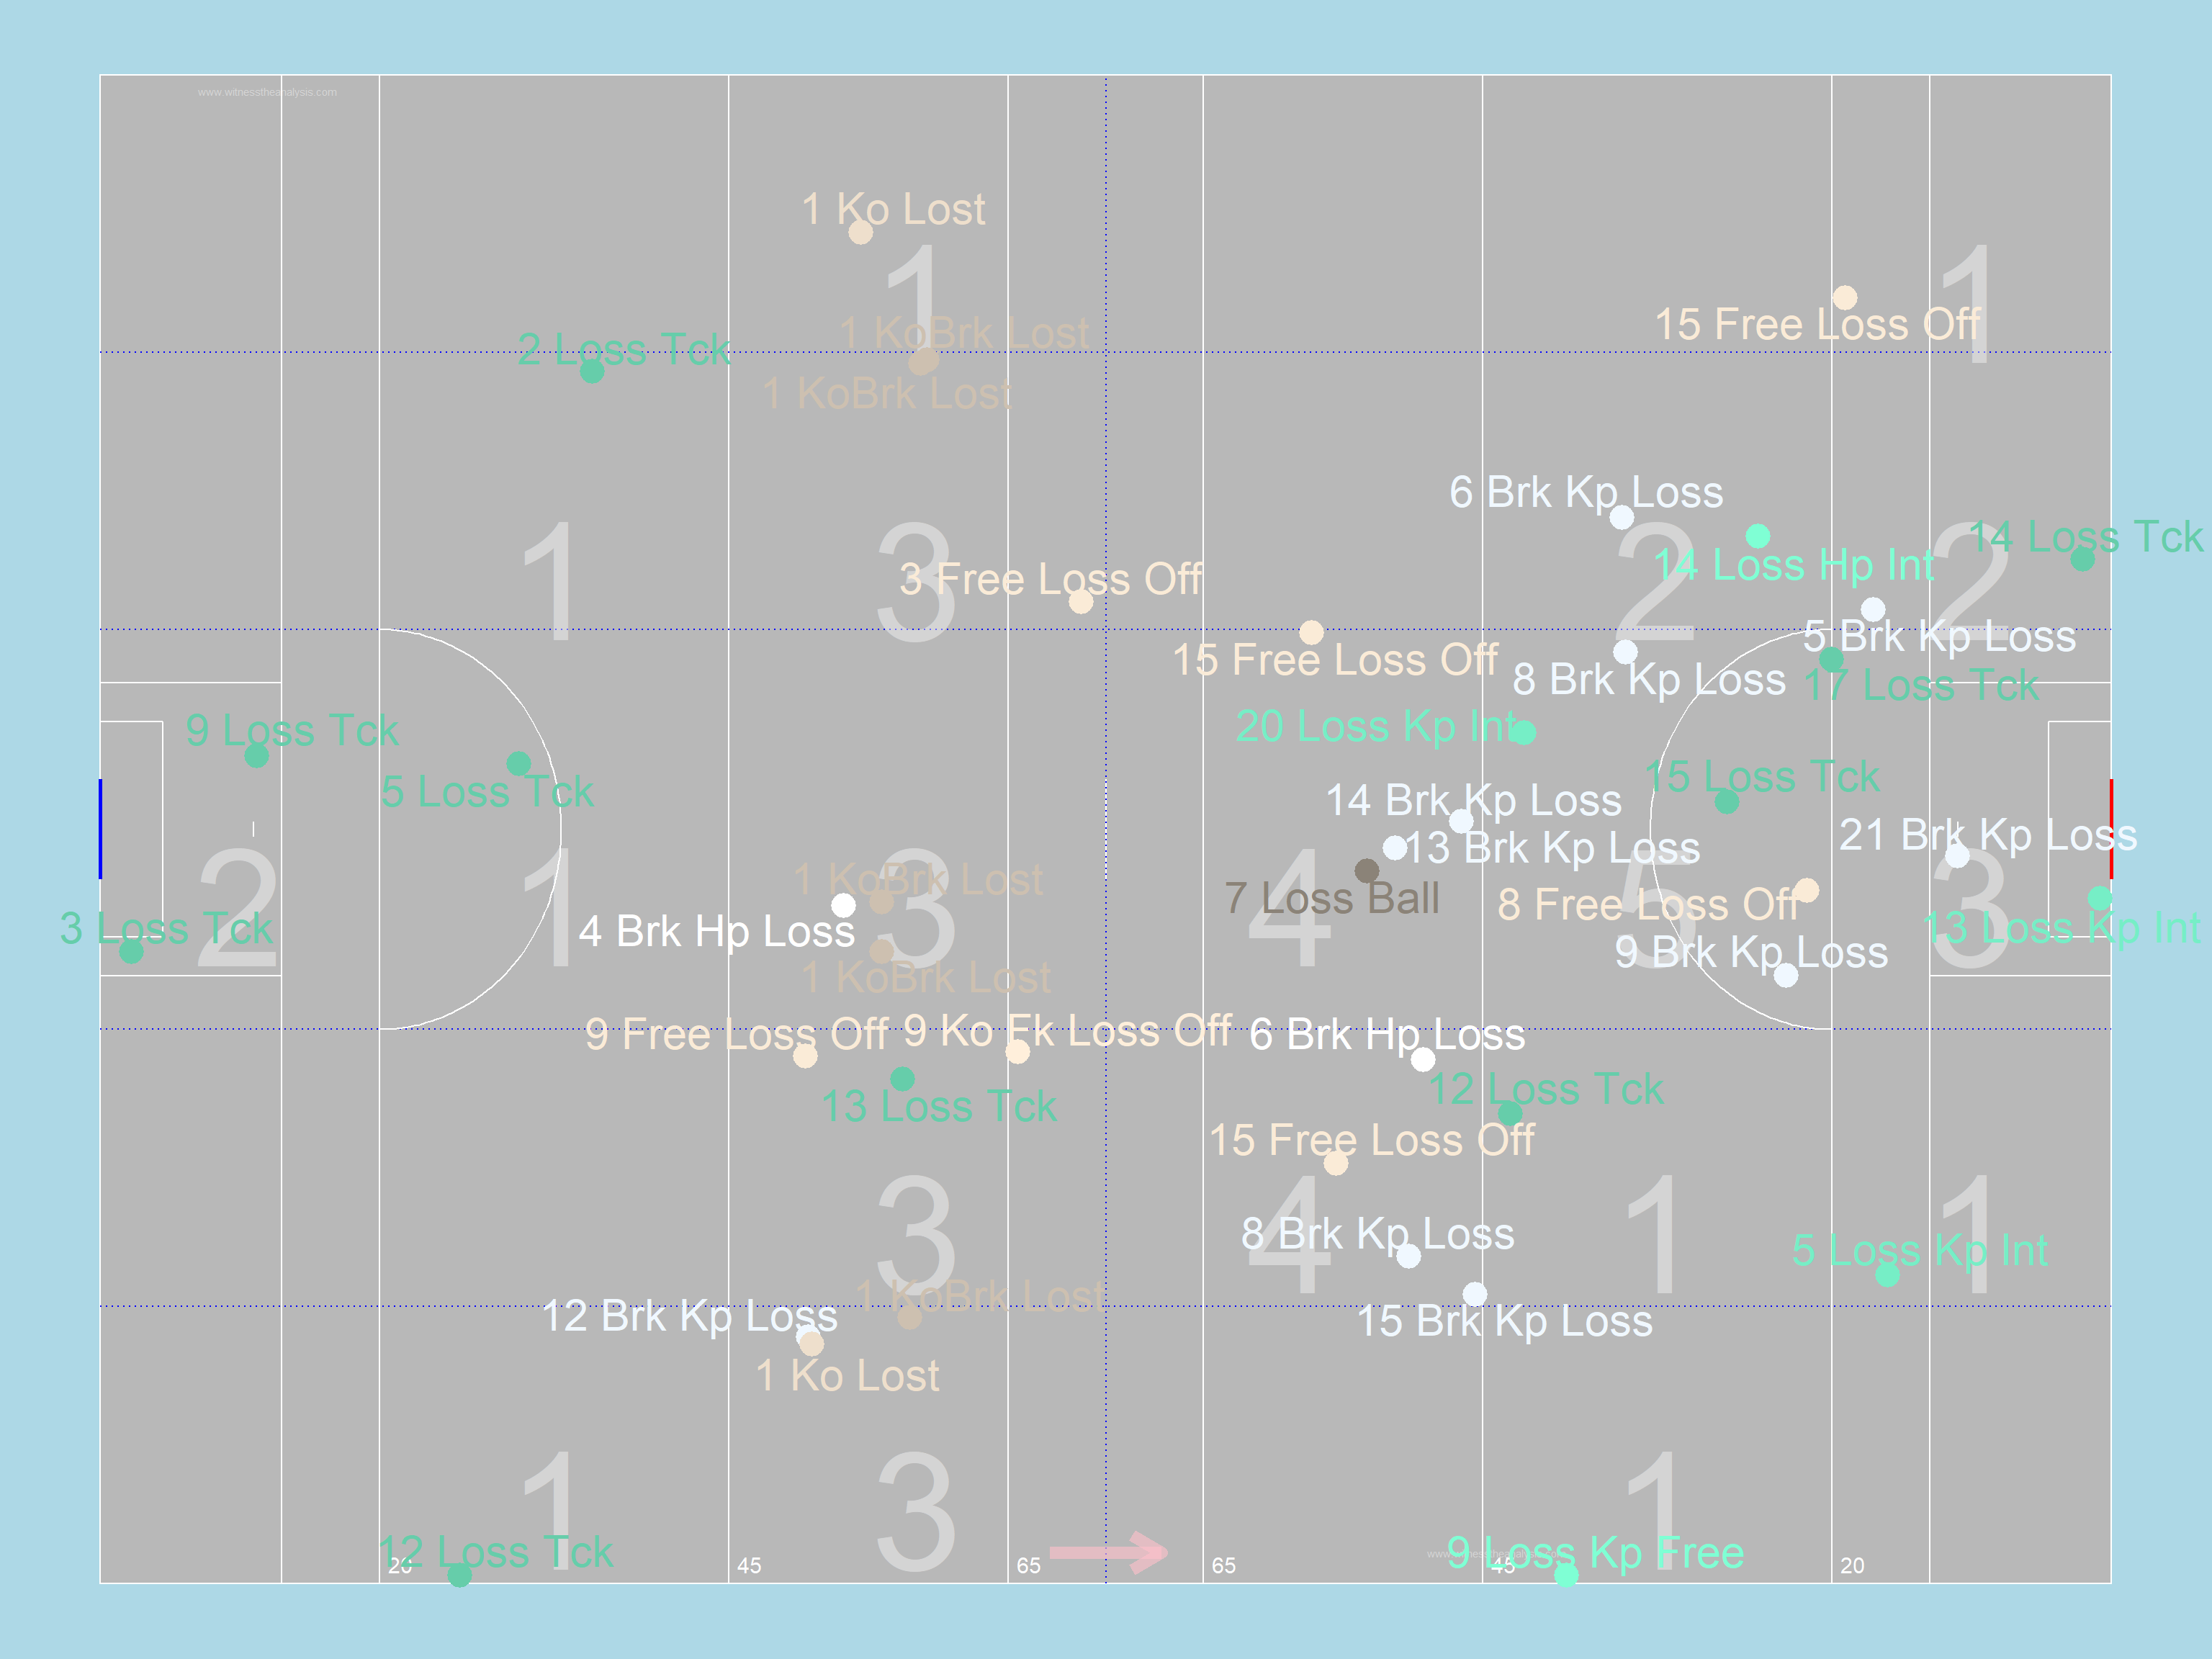 www.witnesstheanalysis.com
1 Ko Lost
1
1
15 Free Loss Off
1 KoBrk Lost
2 Loss Tck
1 KoBrk Lost
6 Brk Kp Loss
1
3
2
2
14 Loss Tck
14 Loss Hp Int
3 Free Loss Off
5 Brk Kp Loss
15 Free Loss Off
8 Brk Kp Loss
17 Loss Tck
9 Loss Tck
20 Loss Kp Int
5 Loss Tck
15 Loss Tck
14 Brk Kp Loss
21 Brk Kp Loss
13 Brk Kp Loss
1 KoBrk Lost
2
1
3
4
5
3
7 Loss Ball
8 Free Loss Off
3 Loss Tck
4 Brk Hp Loss
13 Loss Kp Int
9 Brk Kp Loss
1 KoBrk Lost
9 Free Loss Off
9 Ko Fk Loss Off
6 Brk Hp Loss
12 Loss Tck
13 Loss Tck
15 Free Loss Off
3
4
1
1
8 Brk Kp Loss
5 Loss Kp Int
1 KoBrk Lost
12 Brk Kp Loss
15 Brk Kp Loss
1 Ko Lost
1
3
1
12 Loss Tck
9 Loss Kp Free
www.witnesstheanalysis.com
20
45
65
65
45
20